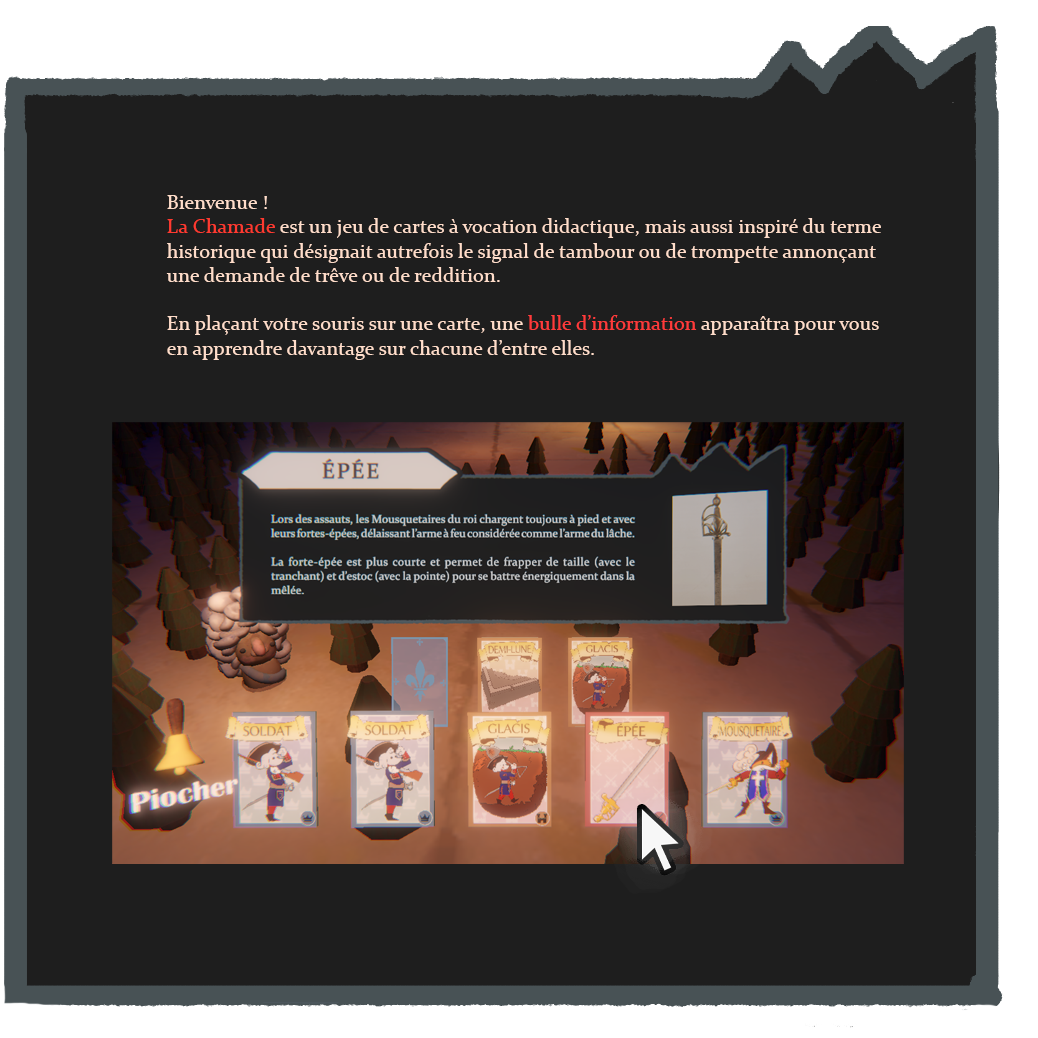 Bienvenue !
La Chamade est un jeu de cartes à vocation didactique, mais aussi inspiré du terme
historique qui désignait autrefois le signal de tambour ou de trompette annonçant
une demande de trêve ou de reddition.
En plaçant votre souris sur une carte, une bulle d’information apparaîtra pour vous
en apprendre davantage sur chacune d’entre elles.
ÉPÉE
Lors des assauts, les Mousquetaires du roi chargent toujours à pied et avec
leurs fortes-épées, délaissant l'arme à feu considérée comme l'arme du lâche.
La forte-épée est plus courte et permet de frapper de taille (avec le
tranchant) et d'estoc (avec la pointe) pour se battre énergiquement dans la
mêlée.
DEMI-LUNE
GLACIS
SOLDAT
SOLDAT
GLACIS
ÉPÉE
MOUSQUETAIRE
Piocher